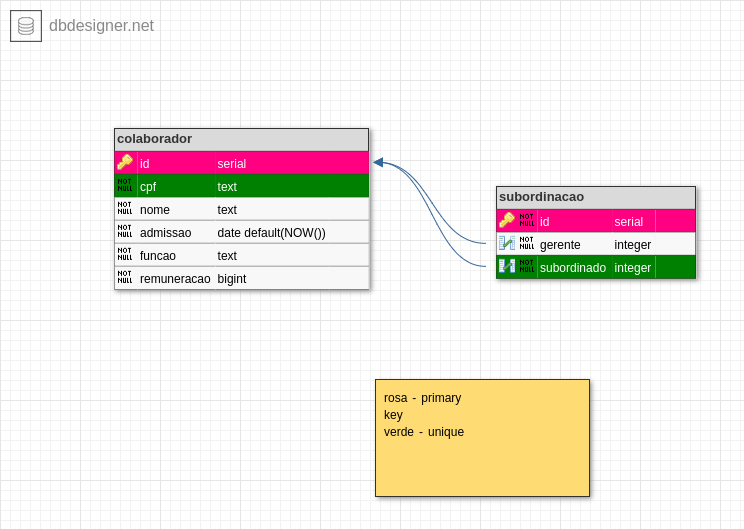 dbdesigner.net
colaborador
id serial
NOT NULL cpf text
NOT NULL nome text
NOT NULL admissao date default(NOW())
NOT NULL funcao text
NOT NULL remuneracao bigint
subordinacao
NOT NULL id serial
NOT NULL gerente integer
NOT NULL subordinado integer
rosa - primary
key
verde - unique